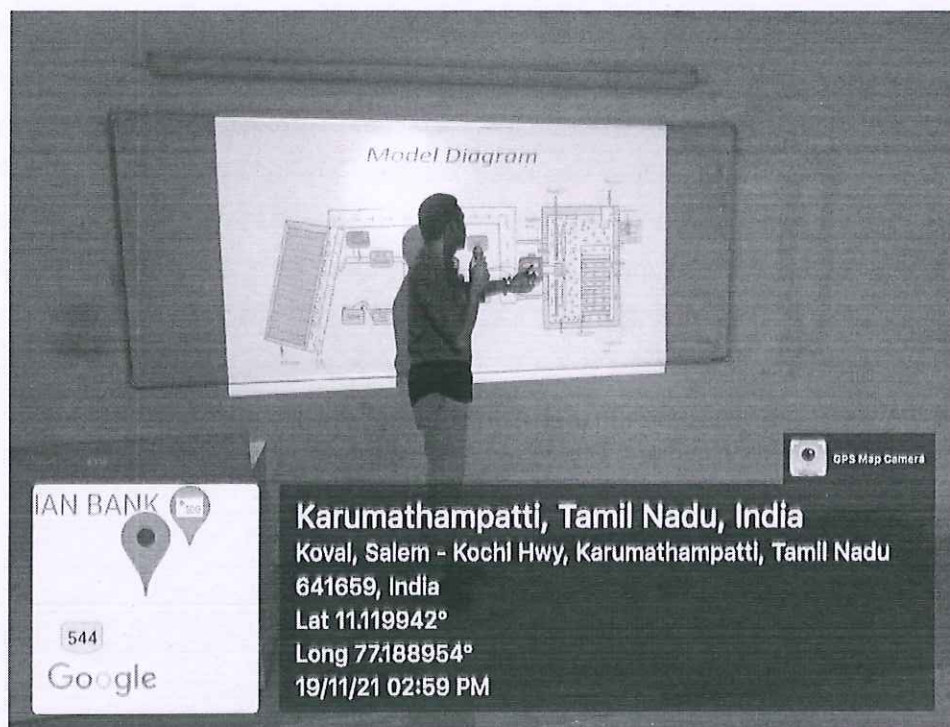 Model Diagram
GPS Map Camera
IAN BANK
544
Google
Karumathampatti, Tamil Nadu, India
Koval, Salem - Kochi Hwy, Karumathampatti, Tamil Nadu
641659, India
Lat 11.119942°
Long 77.188954°
19/11/21 02:59 PM